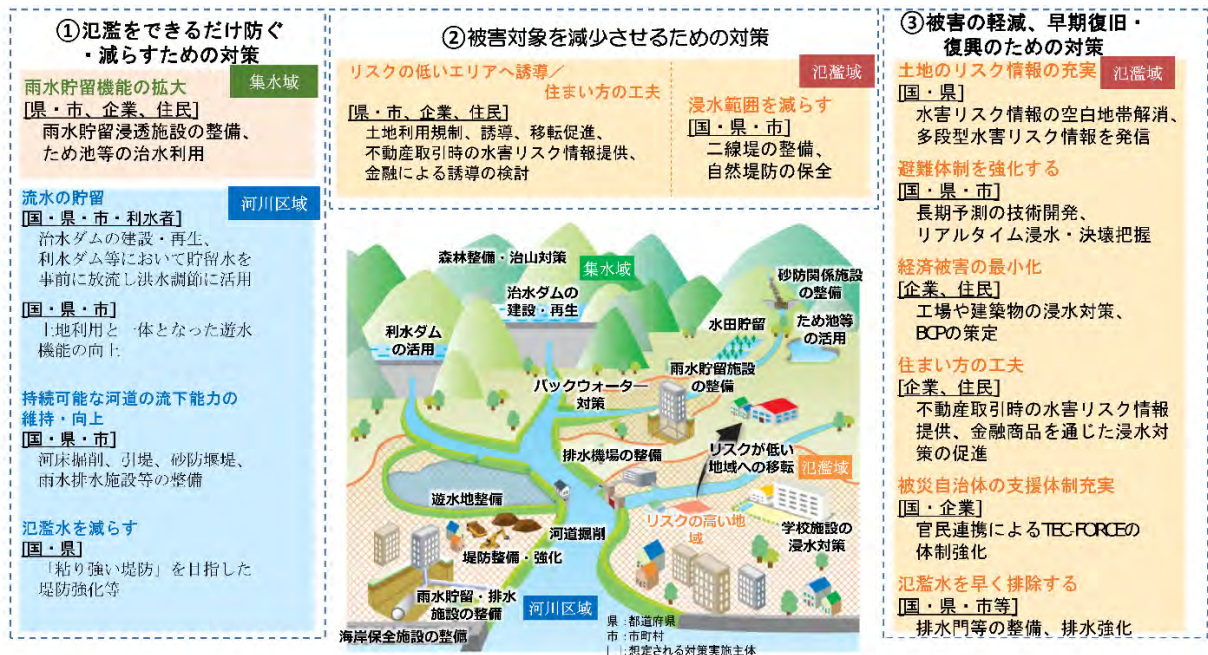 ①氾濫をできるだけ防ぐ
・減らすための対策
雨水貯留機能の拡大
集水域
[県・市、企業、住民]
雨水貯留浸透施設の整備、
ため池等の治水利用
流水の貯留
河川区域
[国・県・市・利水者]
治水ダムの建設・再生、
利水ダム等において貯留水を
事前に放流し洪水調節に活用
[国・県・市]
土地利用と一体となった遊水
機能の向上
持続可能な河道の流下能力の
維持・向上
[国・県・市]
河床掘削、引堤、砂防堰堤、
雨水排水施設等の整備
氾濫水を減らす
[国・県]
「粘り強い堤防」を目指した
堤防強化等
②被害対象を減少させるための対策
リスクの低いエリアへ誘導/
住まい方の工夫
[県・市、企業、住民]
土地利用規制、誘導、移転促進、
不動産取引時の水害リスク情報提供、
金融による誘導の検討
氾濫域
浸水範囲を減らす
[国・県・市]
二線堤の整備、
自然堤防の保全
森林整備・治山対策
集水域
治水ダムの
建設・再生
砂防関係施設
の整備
利水ダム
の活用
水田貯留
ため池等
の活用
バックウォーター
対策
雨水貯留施設
の整備
排水機場の整備
リスクが低い
地域への移転
氾濫域
遊水地整備
河道掘削
リスクの高い地
域
学校施設の
浸水対策
堤防整備・強化
雨水貯留・排水
施設の整備
河川区域
海岸保全施設の整備
県:都道府県
市:市町村
[ ]:想定される対策実施主体
③被害の軽減、早期復旧・
復興のための対策
土地のリスク情報の充実
氾濫域
[国・県]
水害リスク情報の空白地帯解消、
多段型水害リスク情報を発信
避難体制を強化する
[国・県・市]
長期予測の技術開発、
リアルタイム浸水・決壊把握
経済被害の最小化
[企業、住民]
工場や建築物の浸水対策、
BCPの策定
住まい方の工夫
[企業、住民]
不動産取引時の水害リスク情報
提供、金融商品を通じた浸水対
策の促進
被災自治体の支援体制充実
[国・企業]
官民連携によるTEC-FORCEの
体制強化
氾濫水を早く排除する
[国・県・市等]
排水門等の整備、排水強化